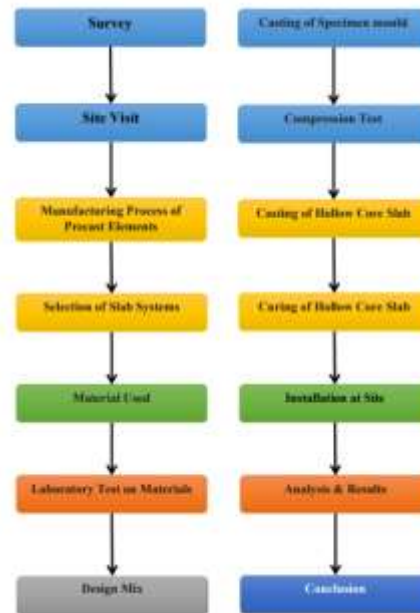 Survey
Site Visit
Manufacturing Process of
Precast Elements
Selection of Slab Systems
Material Used
Laboratory Test on Materials
Design Mix
Casting of Specimen mould
Compression Test
Casting of Hollow Core Slab
Curing of Hollow Core Slab
Installation at Site
Analysis & Results
Conclusion